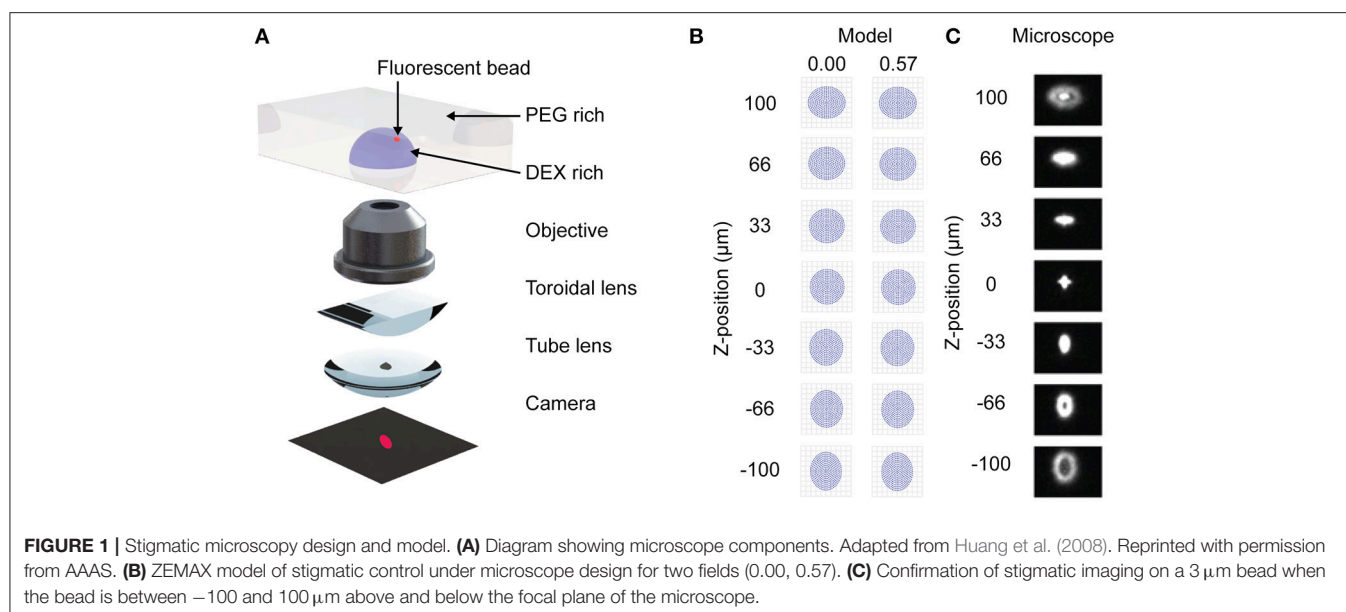 A
Fluorescent bead
PEG rich
DEX rich
Objective
Toroidal lens
Tube lens
Camera
B
Model
0.00 0.57
Z-position (µm)
100
66
33
0
-33
-66
-100
C
Microscope
Z-position (µm)
100
66
33
0
-33
-66
-100
FIGURE 1 | Stigmatic microscopy design and model. (A) Diagram showing microscope components. Adapted from Huang et al. (2008). Reprinted with permission
from AAAS. (B) ZEMAX model of stigmatic control under microscope design for two fields (0.00, 0.57). (C) Confirmation of stigmatic imaging on a 3 µm bead when
the bead is between −100 and 100 µm above and below the focal plane of the microscope.